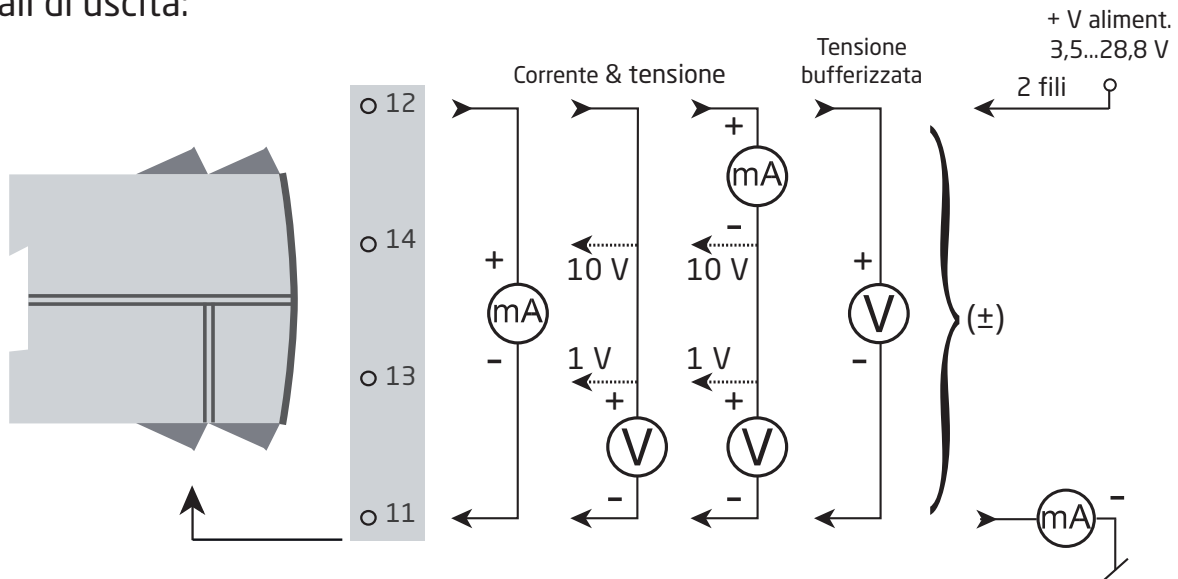 ali di uscita:
+ V aliment.
3,5...28,8 V
2 fili
Tensione
bufferizzata
Corrente & tensione
12
14
13
11
+
mA
-
10 V
1 V
+
V
-
+
mA
-
10 V
1 V
+
V
-
+
V
-
(±)
mA
-